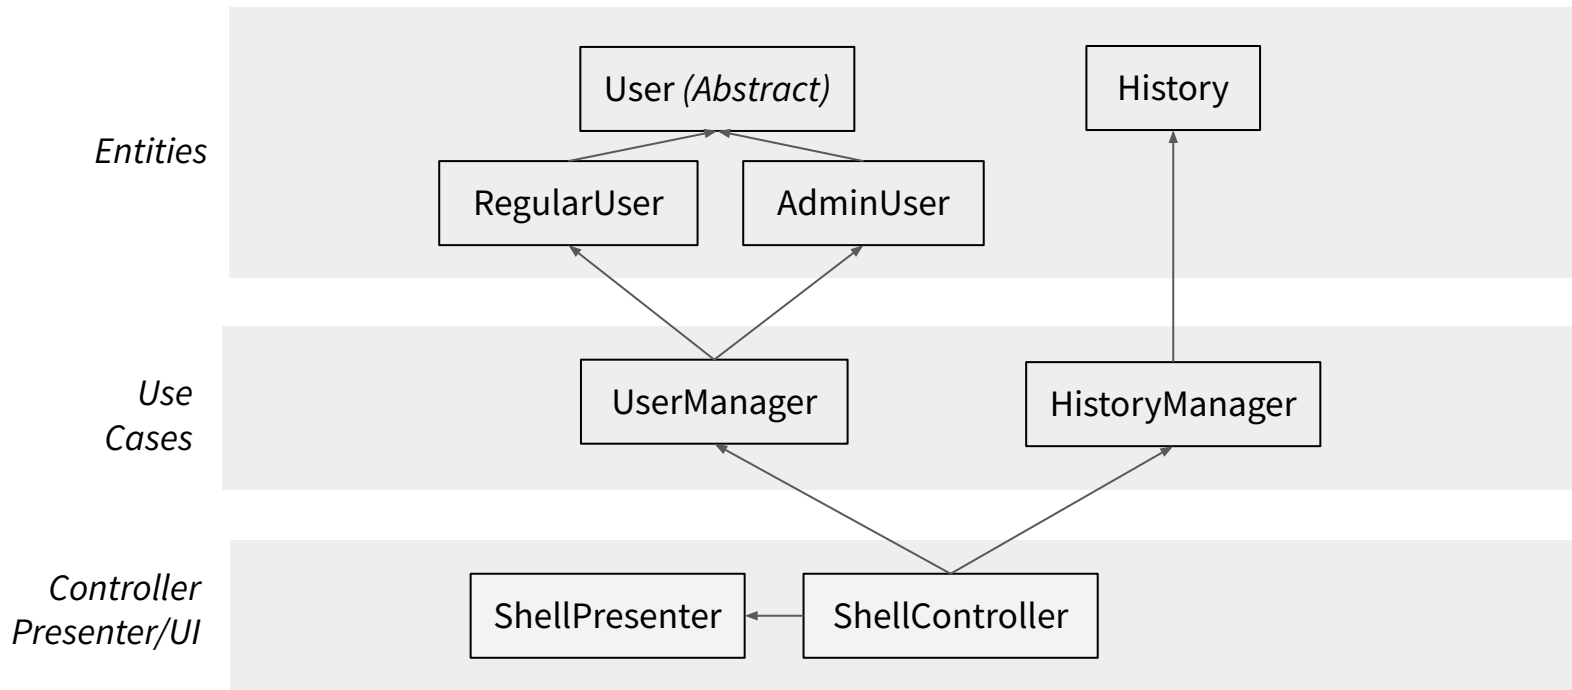 User (Abstract)
History
Entities
RegularUser
AdminUser
Use
Cases
UserManager
HistoryManager
Controller
Presenter/UI
ShellPresenter
ShellController